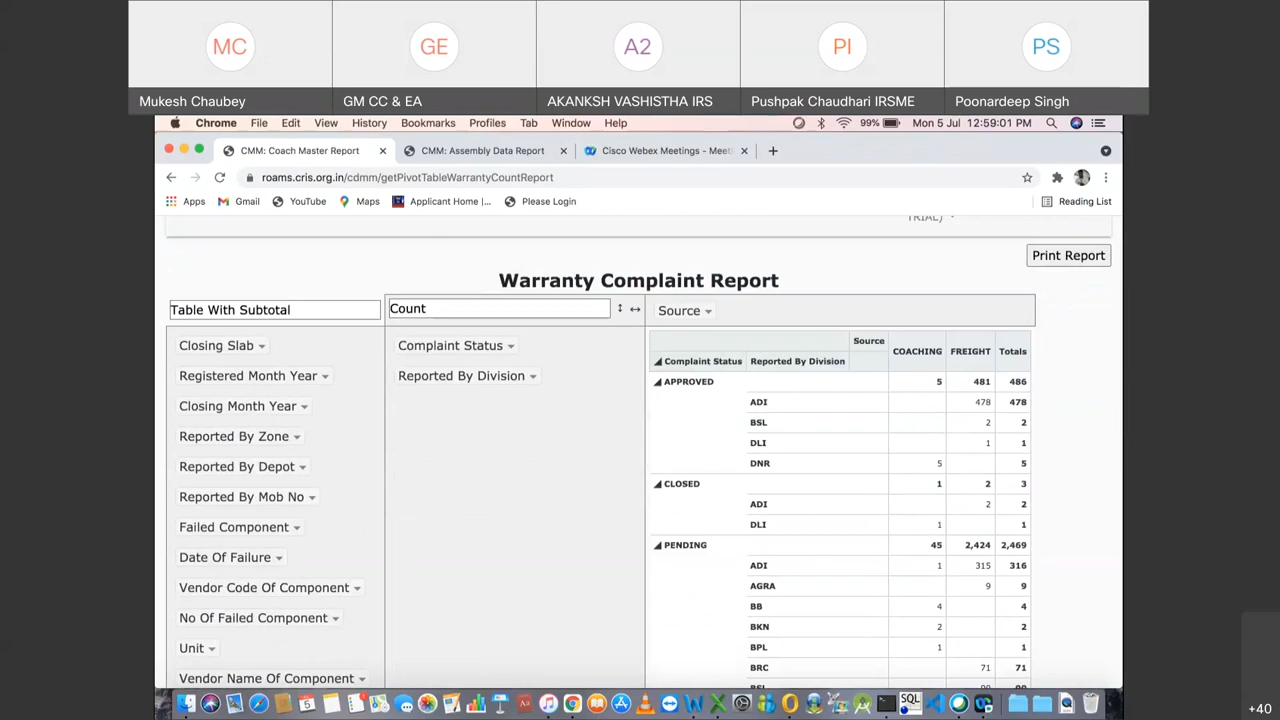 MC GE A2 PI PS
Mukesh Chaubey GM CC & EA AKANKSH VASHISTHA IRS Pushpak Chaudhari IRSME Poonardeep Singh
Chrome File Edit View History Bookmarks Profiles Tab Window Help 99% Mon 5 Jul 12:59:01 PM
CMM: Coach Master Report CMM: Assembly Data Report Cisco Webex Meetings - Meet
roams.cris.org.in/cdmm/getPivotTableWarrantyCountReport
Apps Gmail YouTube Maps Applicant Home |... Please Login Reading List
TRIAL)
Print Report
Warranty Complaint Report
Table With Subtotal Count Source
Closing Slab
Registered Month Year
Closing Month Year
Reported By Zone
Reported By Depot
Reported By Mob No
Failed Component
Date Of Failure
Vendor Code Of Component
No Of Failed Component
Unit
Vendor Name Of Component
Complaint Status
Reported By Division
Source COACHING FREIGHT Totals
Complaint Status Reported By Division
APPROVED 5 481 486
ADI 478 478
BSL 2 2
DLI 1 1
DNR 5 5
CLOSED 1 2 3
ADI 2 2
DLI 1 1
PENDING 45 2,424 2,469
ADI 1 315 316
AGRA 9 9
BB 4 4
BKN 2 2
BPL 1 1
BRC 71 71
SQL
+40